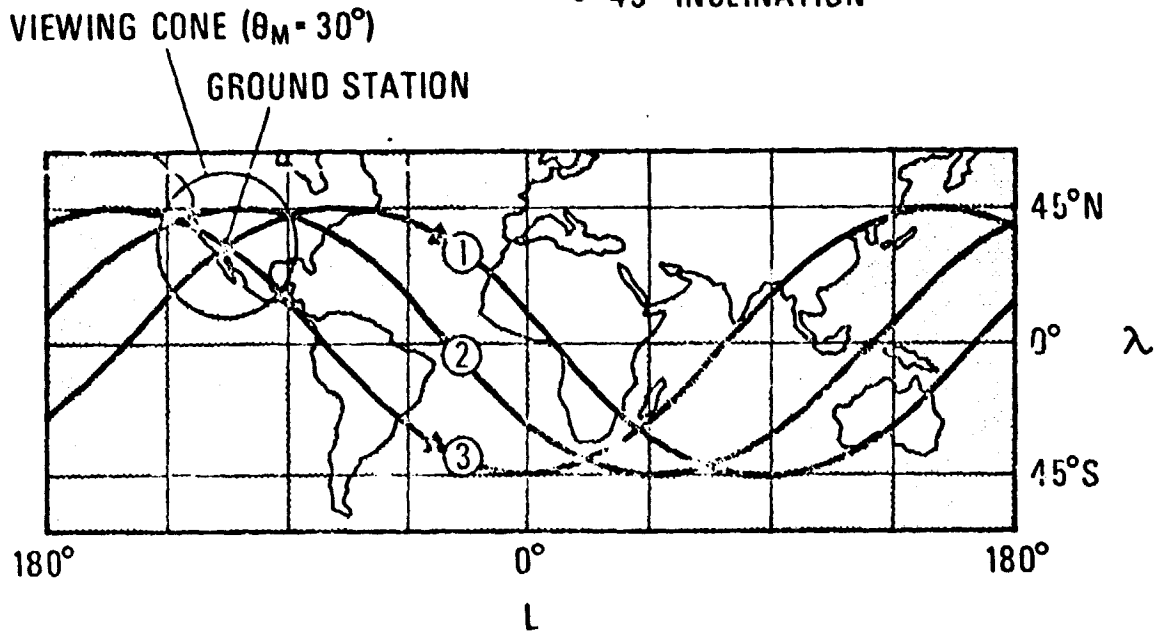 45° INCLINATION
VIEWING CONE (θM = 30°)
GROUND STATION
45°N
1
0°
λ
2
3
45°S
180°
0°
180°
L